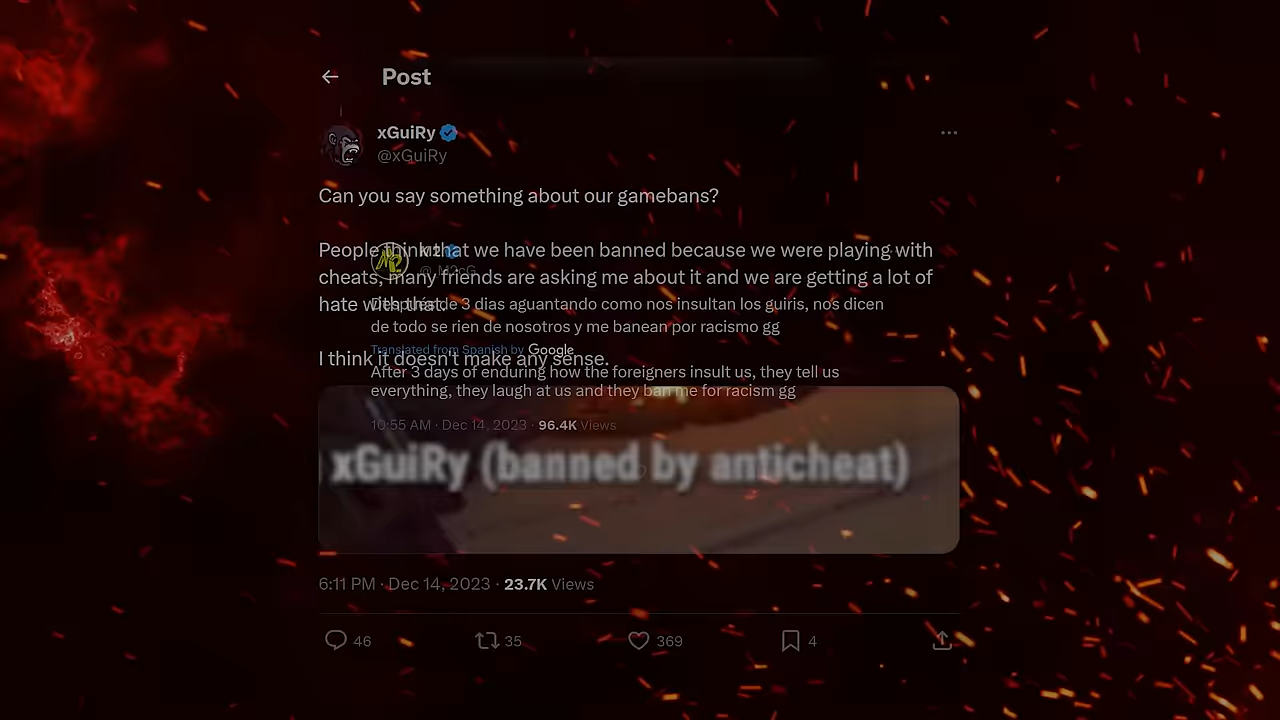 Post
xGuiRy
@xGuiRy
Can you say something about our gamebans?
People think that we have been banned because we were playing with
cheats, many friends are asking me about it and we are getting a lot of
hate with that.
I think it doesn't make any sense.
xGuiRy (banned by anticheat)
6:11 PM · Dec 14, 2023 · 23.7K Views
46 35 369 4
M2
Después de 3 dias aguantando como nos insultan los guiris, nos dicen
de todo se rien de nosotros y me banean por racismo gg
Translated from Spanish by Google
After 3 days of enduring how the foreigners insult us, they tell us
everything, they laugh at us and they ban me for racism gg
10:55 AM · Dec 14, 2023 · 96.4K Views